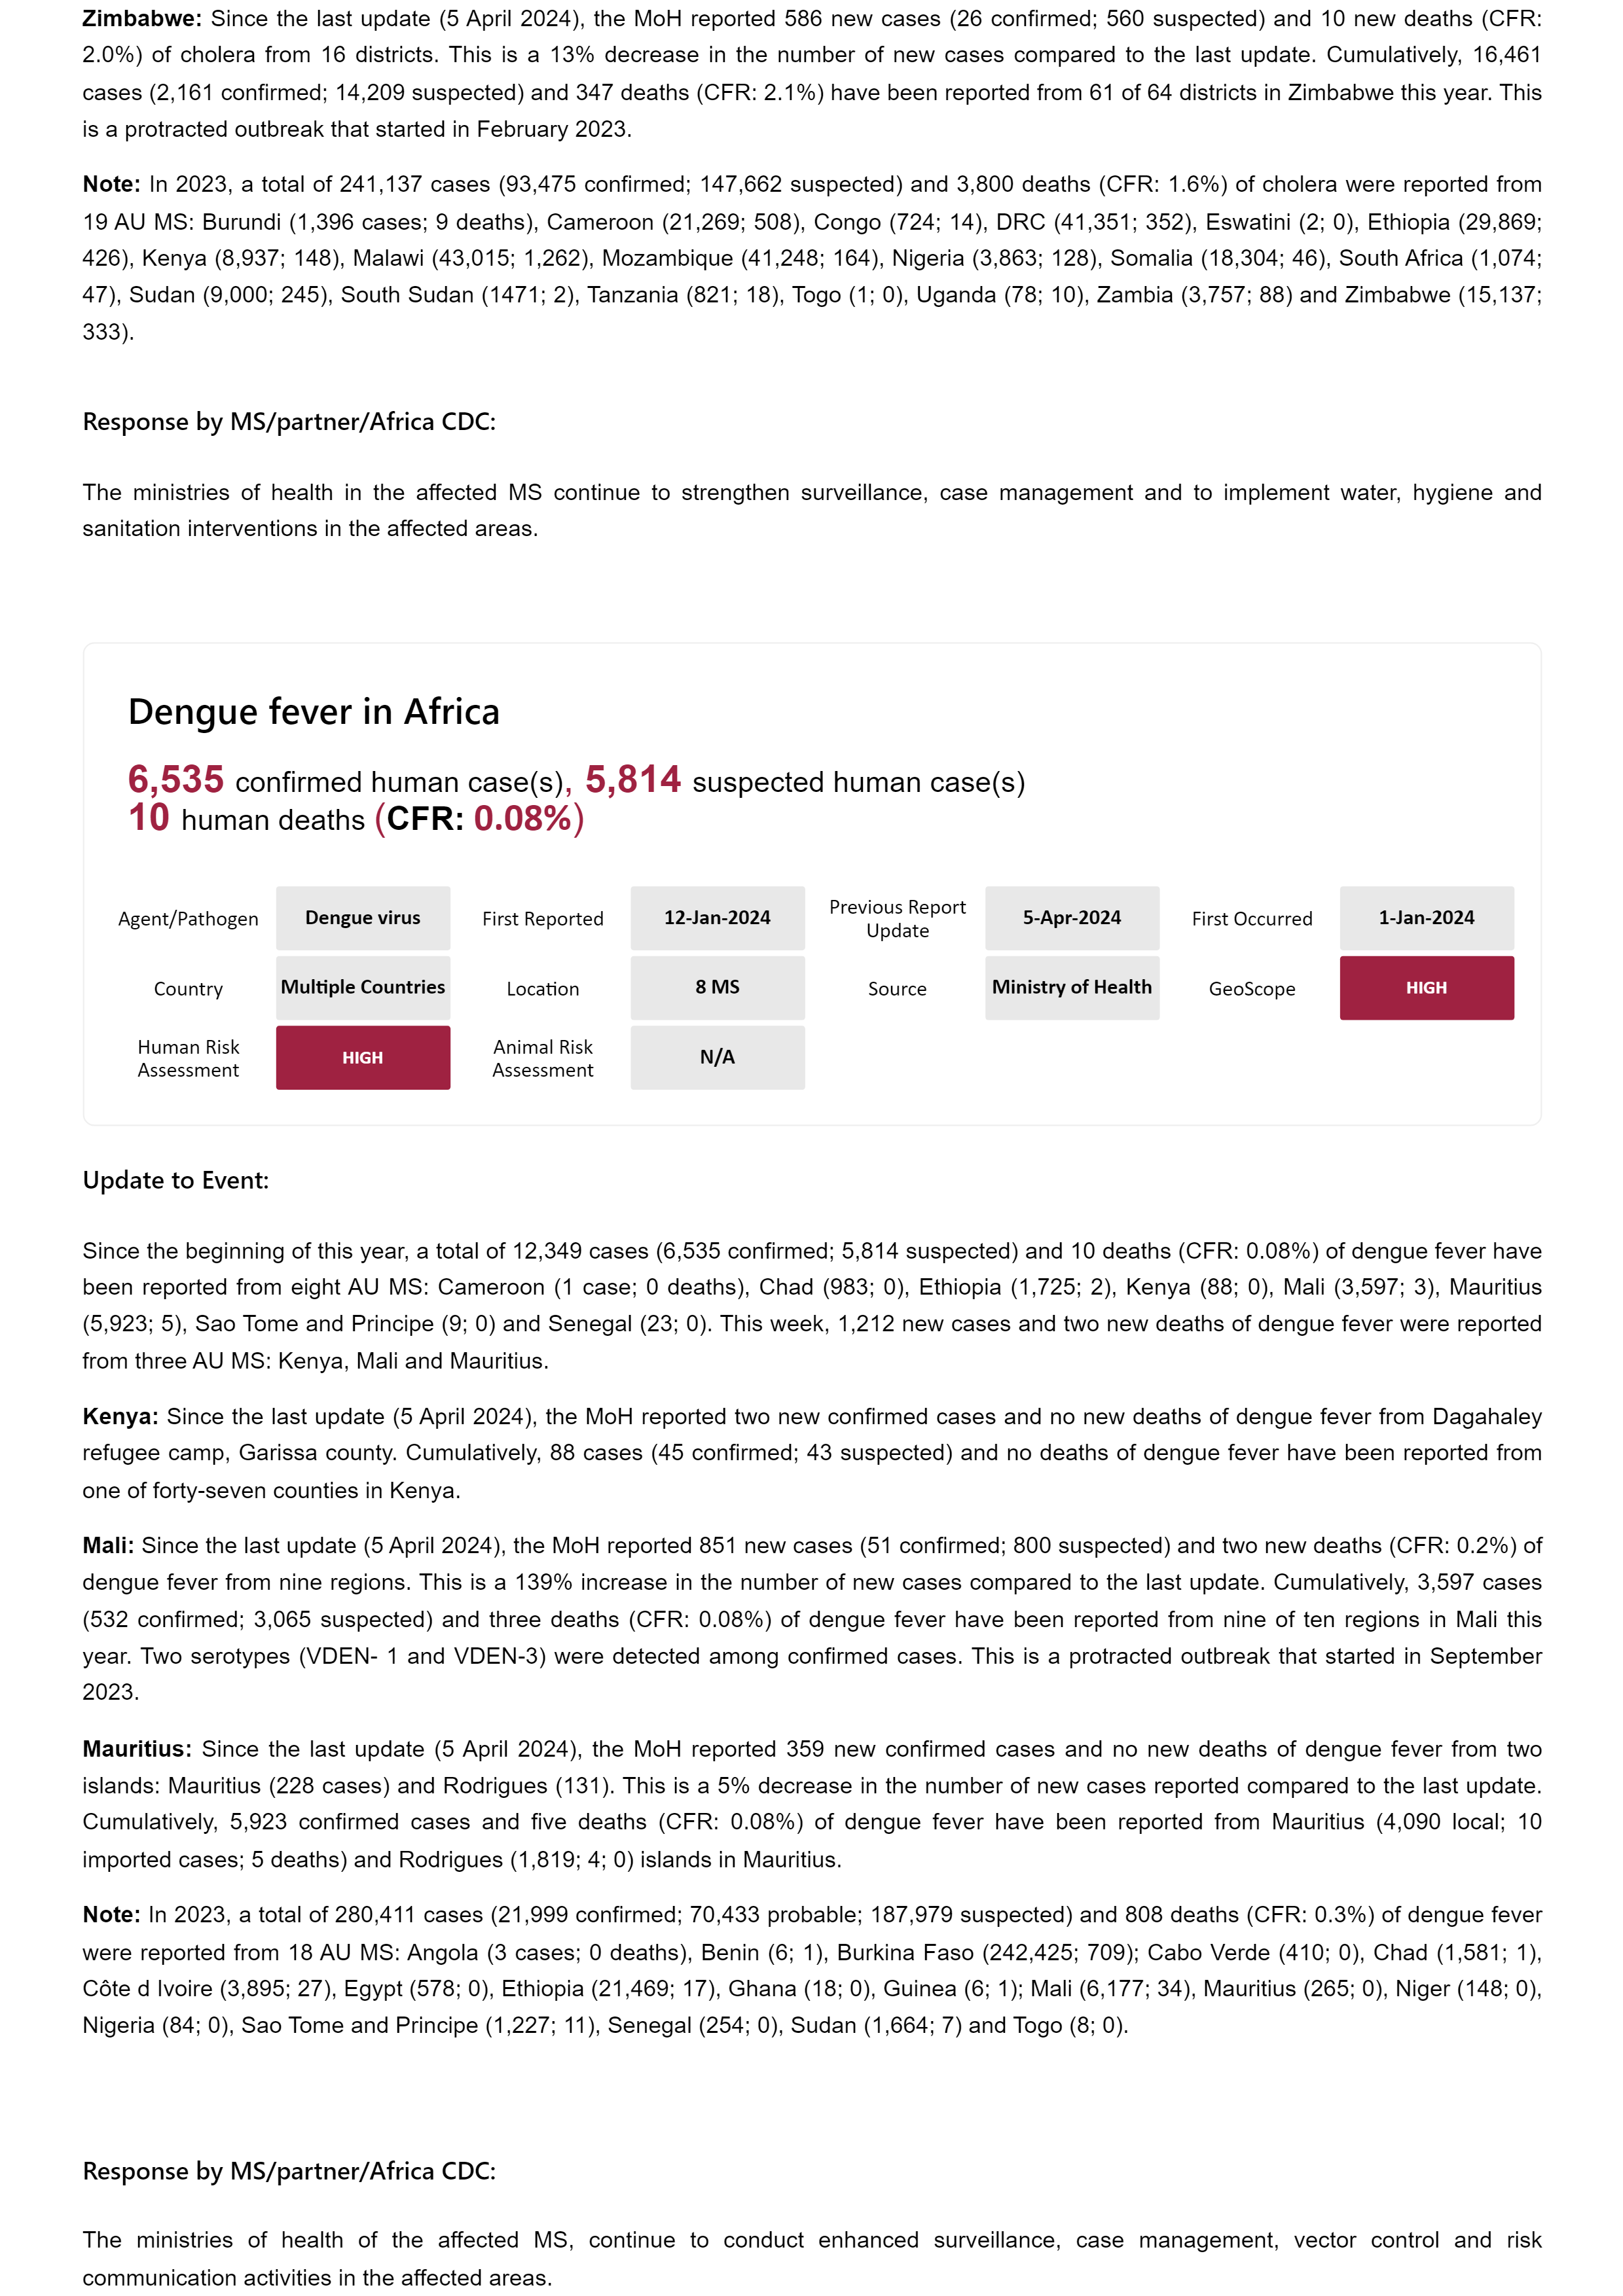 Zimbabwe: Since the last update (5 April 2024), the MoH reported 586 new cases (26 confirmed; 560 suspected) and 10 new deaths (CFR:
2.0%) of cholera from 16 districts. This is a 13% decrease in the number of new cases compared to the last update. Cumulatively, 16,461
cases (2,161 confirmed; 14,209 suspected) and 347 deaths (CFR: 2.1%) have been reported from 61 of 64 districts in Zimbabwe this year. This
is a protracted outbreak that started in February 2023.
Note: In 2023, a total of 241,137 cases (93,475 confirmed; 147,662 suspected) and 3,800 deaths (CFR: 1.6%) of cholera were reported from
19 AU MS: Burundi (1,396 cases; 9 deaths), Cameroon (21,269; 508), Congo (724; 14), DRC (41,351; 352), Eswatini (2; 0), Ethiopia (29,869;
426), Kenya (8,937; 148), Malawi (43,015; 1,262), Mozambique (41,248; 164), Nigeria (3,863; 128), Somalia (18,304; 46), South Africa (1,074;
47), Sudan (9,000; 245), South Sudan (1471; 2), Tanzania (821; 18), Togo (1; 0), Uganda (78; 10), Zambia (3,757; 88) and Zimbabwe (15,137;
333).
Response by MS/partner/Africa CDC:
The ministries of health in the affected MS continue to strengthen surveillance, case management and to implement water, hygiene and
sanitation interventions in the affected areas.
Dengue fever in Africa
6,535 confirmed human case(s), 5,814 suspected human case(s)
10 human deaths (CFR: 0.08%)
Agent/Pathogen Dengue virus First Reported 12-Jan-2024 Previous Report Update 5-Apr-2024 First Occurred 1-Jan-2024
Country Multiple Countries Location 8 MS Source Ministry of Health GeoScope HIGH
Human Risk Assessment HIGH Animal Risk Assessment N/A
Update to Event:
Since the beginning of this year, a total of 12,349 cases (6,535 confirmed; 5,814 suspected) and 10 deaths (CFR: 0.08%) of dengue fever have
been reported from eight AU MS: Cameroon (1 case; 0 deaths), Chad (983; 0), Ethiopia (1,725; 2), Kenya (88; 0), Mali (3,597; 3), Mauritius
(5,923; 5), Sao Tome and Principe (9; 0) and Senegal (23; 0). This week, 1,212 new cases and two new deaths of dengue fever were reported
from three AU MS: Kenya, Mali and Mauritius.
Kenya: Since the last update (5 April 2024), the MoH reported two new confirmed cases and no new deaths of dengue fever from Dagahaley
refugee camp, Garissa county. Cumulatively, 88 cases (45 confirmed; 43 suspected) and no deaths of dengue fever have been reported from
one of forty-seven counties in Kenya.
Mali: Since the last update (5 April 2024), the MoH reported 851 new cases (51 confirmed; 800 suspected) and two new deaths (CFR: 0.2%) of
dengue fever from nine regions. This is a 139% increase in the number of new cases compared to the last update. Cumulatively, 3,597 cases
(532 confirmed; 3,065 suspected) and three deaths (CFR: 0.08%) of dengue fever have been reported from nine of ten regions in Mali this
year. Two serotypes (VDEN- 1 and VDEN-3) were detected among confirmed cases. This is a protracted outbreak that started in September
2023.
Mauritius: Since the last update (5 April 2024), the MoH reported 359 new confirmed cases and no new deaths of dengue fever from two
islands: Mauritius (228 cases) and Rodrigues (131). This is a 5% decrease in the number of new cases reported compared to the last update.
Cumulatively, 5,923 confirmed cases and five deaths (CFR: 0.08%) of dengue fever have been reported from Mauritius (4,090 local; 10
imported cases; 5 deaths) and Rodrigues (1,819; 4; 0) islands in Mauritius.
Note: In 2023, a total of 280,411 cases (21,999 confirmed; 70,433 probable; 187,979 suspected) and 808 deaths (CFR: 0.3%) of dengue fever
were reported from 18 AU MS: Angola (3 cases; 0 deaths), Benin (6; 1), Burkina Faso (242,425; 709); Cabo Verde (410; 0), Chad (1,581; 1),
Côte d Ivoire (3,895; 27), Egypt (578; 0), Ethiopia (21,469; 17), Ghana (18; 0), Guinea (6; 1); Mali (6,177; 34), Mauritius (265; 0), Niger (148; 0),
Nigeria (84; 0), Sao Tome and Principe (1,227; 11), Senegal (254; 0), Sudan (1,664; 7) and Togo (8; 0).
Response by MS/partner/Africa CDC:
The ministries of health of the affected MS, continue to conduct enhanced surveillance, case management, vector control and risk
communication activities in the affected areas.